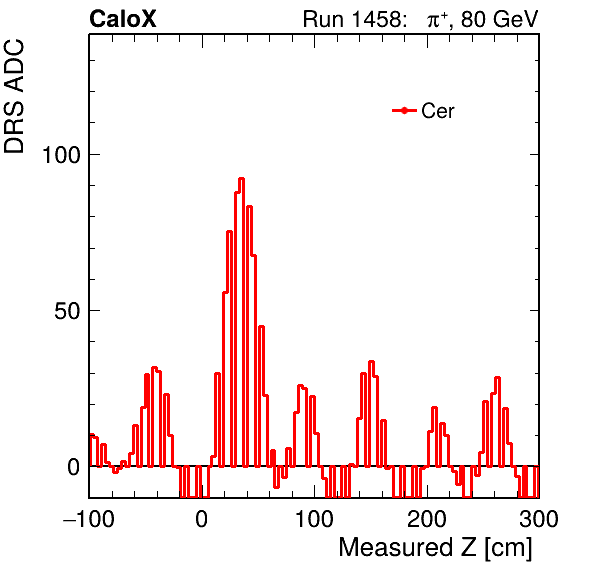 CaloX Run 1458: π⁺, 80 GeV
DRS ADC
Cer
100
50
0
−100 0 100 200 300
Measured Z [cm]